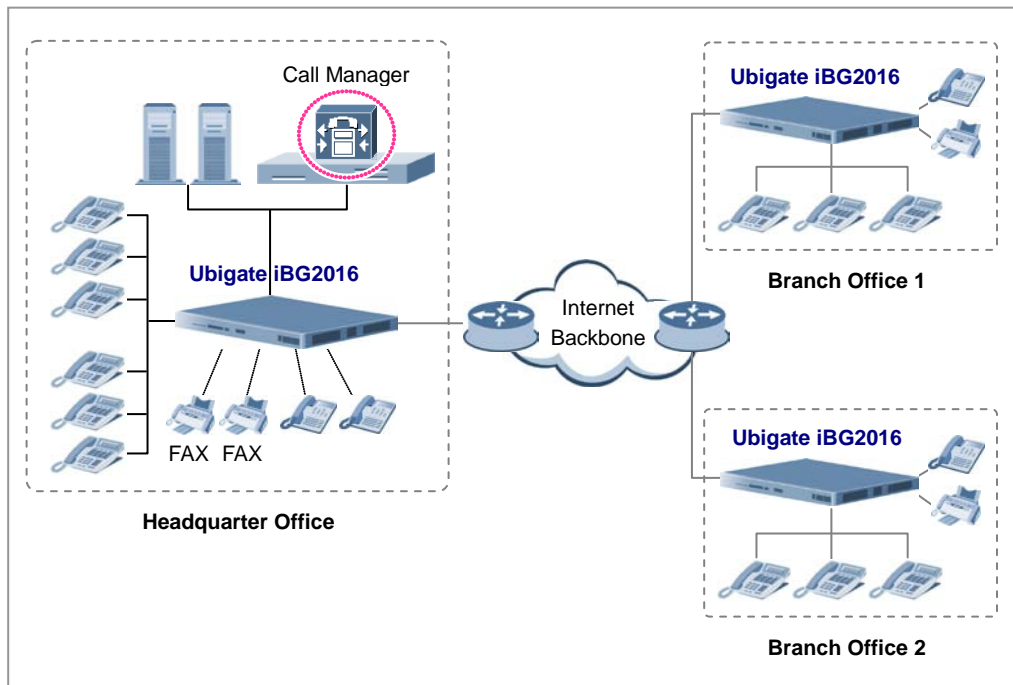 Call Manager
Ubigate iBG2016
FAX FAX
Headquarter Office
Internet
Backbone
Ubigate iBG2016
Branch Office 1
Ubigate iBG2016
Branch Office 2